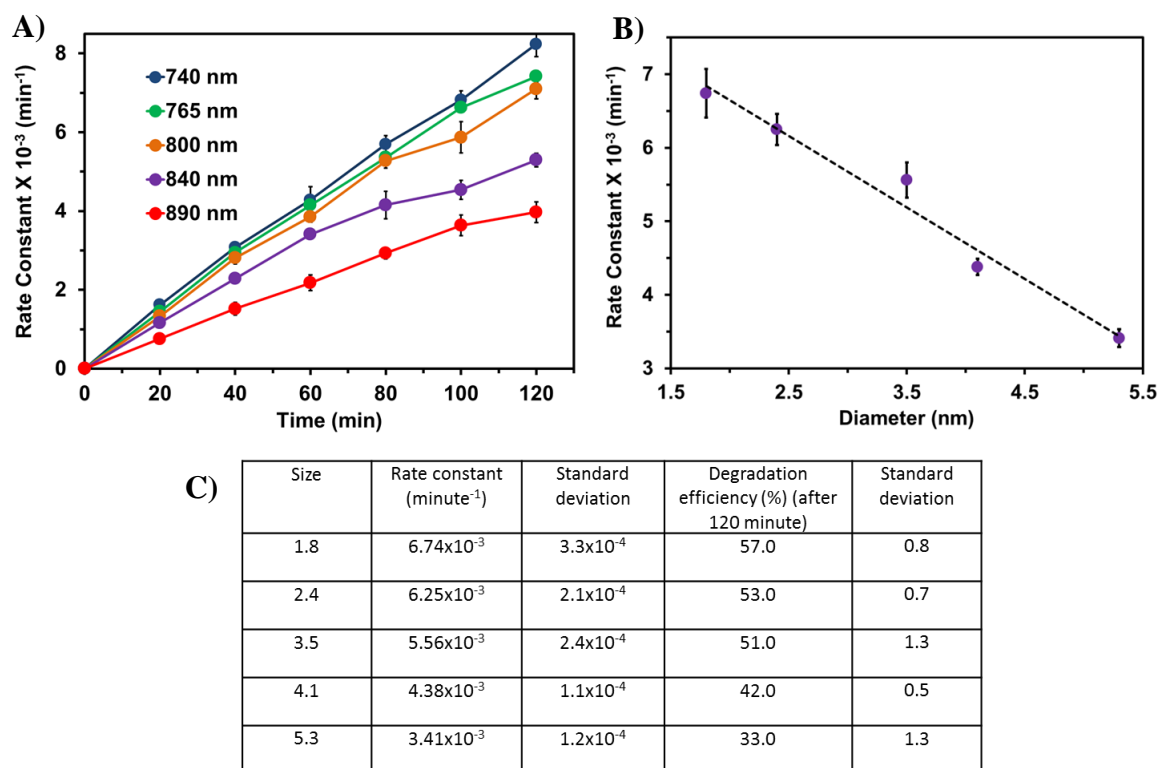 A)
Rate Constant X 10⁻³ (min⁻¹)
8
6
4
2
0
740 nm
765 nm
800 nm
840 nm
890 nm
0 20 40 60 80 100 120
Time (min)
B)
Rate Constant X 10⁻³ (min⁻¹)
7
6
5
4
3
1.5 2.5 3.5 4.5 5.5
Diameter (nm)
C)
Size Rate constant (minute⁻¹) Standard deviation Degradation efficiency (%) (after 120 minute) Standard deviation
1.8 6.74x10⁻³ 3.3x10⁻⁴ 57.0 0.8
2.4 6.25x10⁻³ 2.1x10⁻⁴ 53.0 0.7
3.5 5.56x10⁻³ 2.4x10⁻⁴ 51.0 1.3
4.1 4.38x10⁻³ 1.1x10⁻⁴ 42.0 0.5
5.3 3.41x10⁻³ 1.2x10⁻⁴ 33.0 1.3